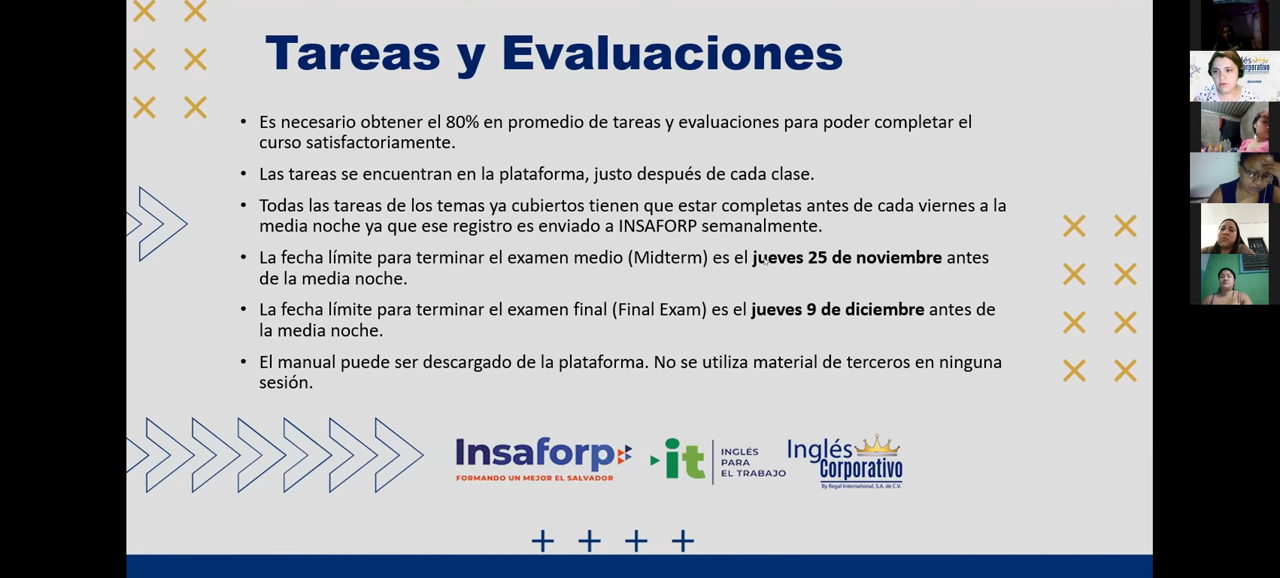 Tareas y Evaluaciones
• Es necesario obtener el 80% en promedio de tareas y evaluaciones para poder completar el
curso satisfactoriamente.
• Las tareas se encuentran en la plataforma, justo después de cada clase.
• Todas las tareas de los temas ya cubiertos tienen que estar completas antes de cada viernes a la
media noche ya que ese registro es enviado a INSAFORP semanalmente.
• La fecha límite para terminar el examen medio (Midterm) es el jueves 25 de noviembre antes
de la media noche.
• La fecha límite para terminar el examen final (Final Exam) es el jueves 9 de diciembre antes de
la media noche.
• El manual puede ser descargado de la plataforma. No se utiliza material de terceros en ninguna
sesión.
Insaforp
FORMANDO UN MEJOR EL SALVADOR
it
INGLÉS
PARA
EL TRABAJO
Inglés
Corporativo
By Regal International, S.A. de C.V.